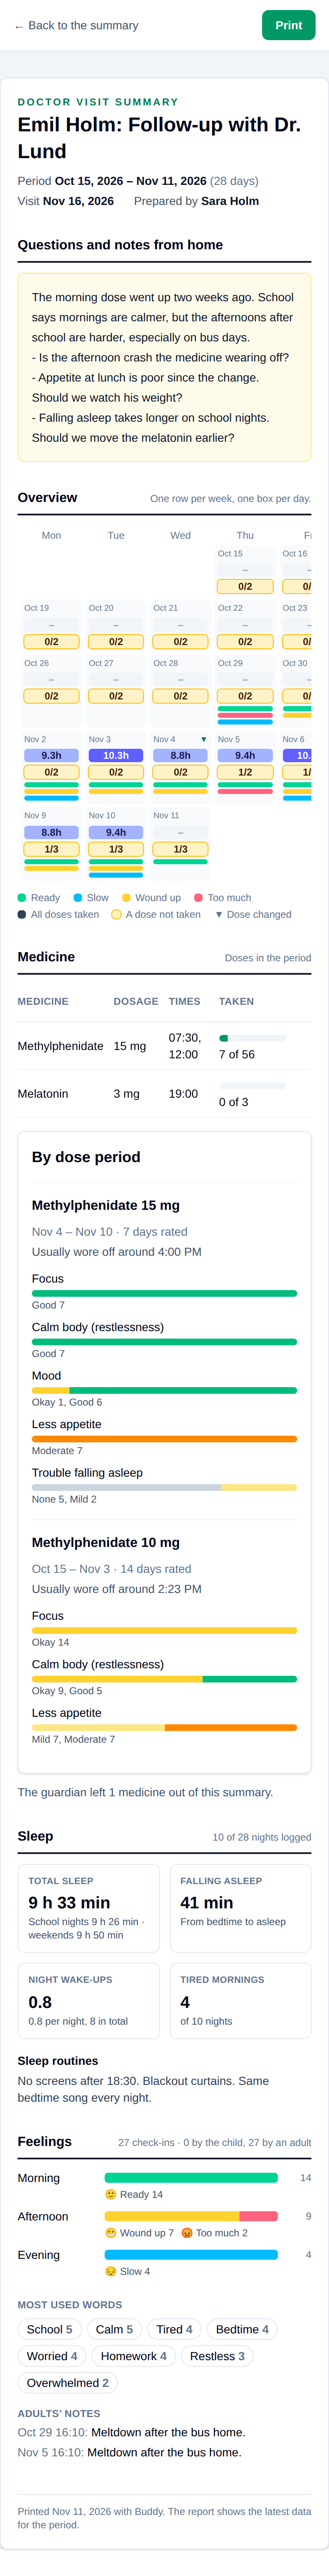 ← Back to the summary
Print
DOCTOR VISIT SUMMARY
Emil Holm: Follow-up with Dr.
Lund
Period Oct 15, 2026 – Nov 11, 2026 (28 days)
Visit Nov 16, 2026 Prepared by Sara Holm
Questions and notes from home
The morning dose went up two weeks ago. School
says mornings are calmer, but the afternoons after
school are harder, especially on bus days.
- Is the afternoon crash the medicine wearing off?
- Appetite at lunch is poor since the change.
Should we watch his weight?
- Falling asleep takes longer on school nights.
Should we move the melatonin earlier?
Overview One row per week, one box per day.
Mon Tue Wed Thu
Oct 15 Oct 16
– –
0/2
Oct 19 Oct 20 Oct 21 Oct 22 Oct 23
– – – – –
0/2 0/2 0/2 0/2
Oct 26 Oct 27 Oct 28 Oct 29 Oct 30
– – – – –
0/2 0/2 0/2 0/2
Nov 2 Nov 3 Nov 4 ▼ Nov 5 Nov 6
9.3h 10.3h 8.8h 9.4h
0/2 0/2 0/2 1/2
Nov 9 Nov 10 Nov 11
8.8h 9.4h –
1/3 1/3 1/3
Ready Slow Wound up Too much
All doses taken A dose not taken ▼ Dose changed
Medicine Doses in the period
MEDICINE DOSAGE TIMES TAKEN
Methylphenidate 15 mg 07:30, 12:00 7 of 56
Melatonin 3 mg 19:00 0 of 3
By dose period
Methylphenidate 15 mg
Nov 4 – Nov 10 · 7 days rated
Usually wore off around 4:00 PM
Focus
Good 7
Calm body (restlessness)
Good 7
Mood
Okay 1, Good 6
Less appetite
Moderate 7
Trouble falling asleep
None 5, Mild 2
Methylphenidate 10 mg
Oct 15 – Nov 3 · 14 days rated
Usually wore off around 2:23 PM
Focus
Okay 14
Calm body (restlessness)
Okay 9, Good 5
Less appetite
Mild 7, Moderate 7
The guardian left 1 medicine out of this summary.
Sleep 10 of 28 nights logged
TOTAL SLEEP
9 h 33 min
School nights 9 h 26 min ·
weekends 9 h 50 min
FALLING ASLEEP
41 min
From bedtime to asleep
NIGHT WAKE-UPS
0.8
0.8 per night, 8 in total
TIRED MORNINGS
4
of 10 nights
Sleep routines
No screens after 18:30. Blackout curtains. Same
bedtime song every night.
Feelings 27 check-ins · 0 by the child, 27 by an adult
Morning 14
Ready 14
Afternoon 9
Wound up 7 Too much 2
Evening 4
Slow 4
MOST USED WORDS
School 5 Calm 5 Tired 4 Bedtime 4
Worried 4 Homework 4 Restless 3
Overwhelmed 2
ADULTS’ NOTES
Oct 29 16:10: Meltdown after the bus home.
Nov 5 16:10: Meltdown after the bus home.
Printed Nov 11, 2026 with Buddy. The report shows the latest data
for the period.